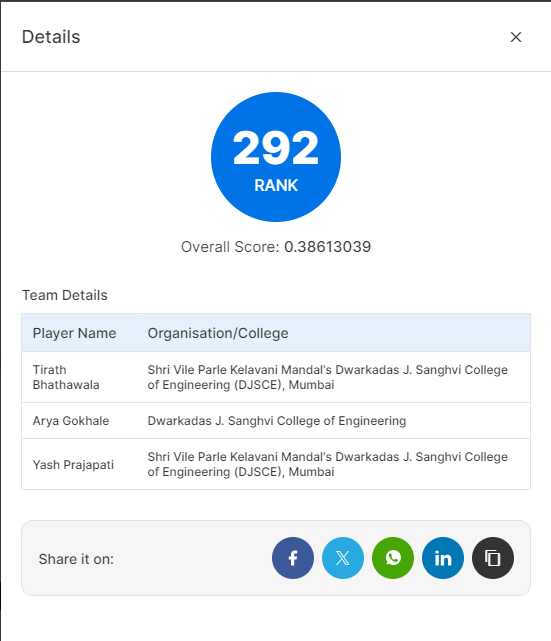 Details
292
RANK
Overall Score: 0.38613039
Team Details
Player Name Organisation/College
Tirath
Bhathawala
Shri Vile Parle Kelavani Mandal's Dwarkadas J. Sanghvi College
of Engineering (DJSCE), Mumbai
Arya Gokhale Dwarkadas J. Sanghvi College of Engineering
Yash Prajapati
Shri Vile Parle Kelavani Mandal's Dwarkadas J. Sanghvi College
of Engineering (DJSCE), Mumbai
Share it on: